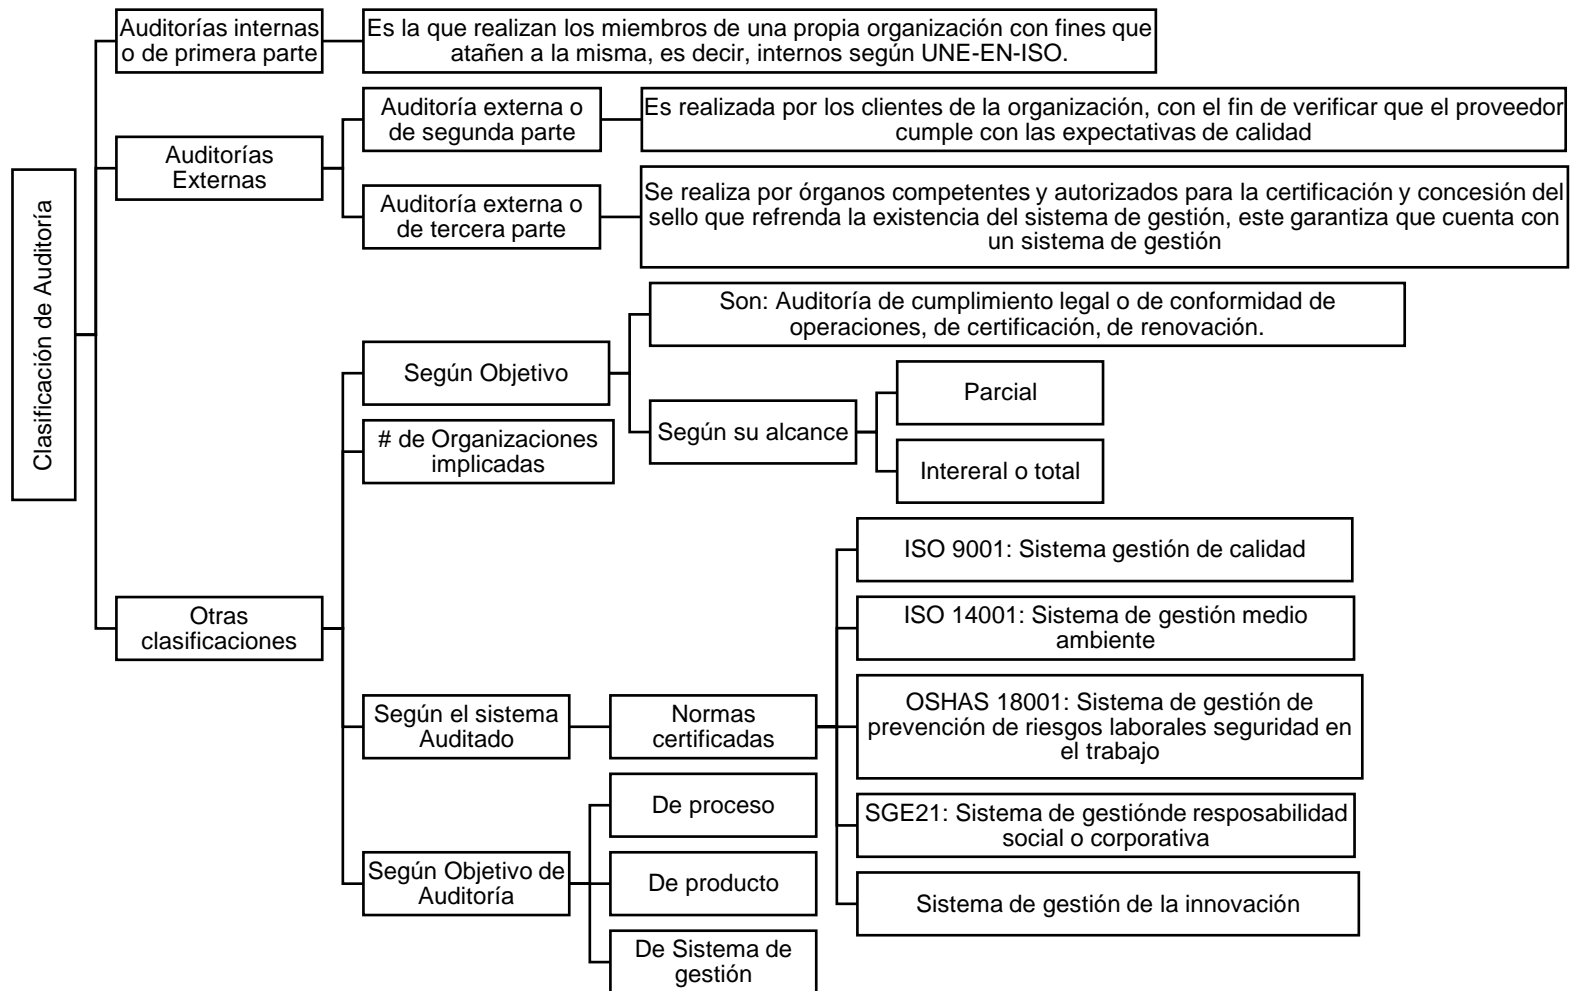 Clasificación de Auditoría
Auditorías internas
o de primera parte
Es la que realizan los miembros de una propia organización con fines que
atañen a la misma, es decir, internos según UNE-EN-ISO.
Auditorías
Externas
Auditoría externa o
de segunda parte
Es realizada por los clientes de la organización, con el fin de verificar que el proveedor
cumple con las expectativas de calidad
Auditoría externa o
de tercera parte
Se realiza por órganos competentes y autorizados para la certificación y concesión del
sello que refrenda la existencia del sistema de gestión, este garantiza que cuenta con
un sistema de gestión
Otras
clasificaciones
Según Objetivo
Son: Auditoría de cumplimiento legal o de conformidad de
operaciones, de certificación, de renovación.
Según su alcance
Parcial
Intereral o total
# de Organizaciones
implicadas
Según el sistema
Auditado
Normas
certificadas
ISO 9001: Sistema gestión de calidad
ISO 14001: Sistema de gestión medio
ambiente
OSHAS 18001: Sistema de gestión de
prevención de riesgos laborales seguridad en
el trabajo
SGE21: Sistema de gestiónde resposabilidad
social o corporativa
Sistema de gestión de la innovación
Según Objetivo de
Auditoría
De proceso
De producto
De Sistema de
gestión